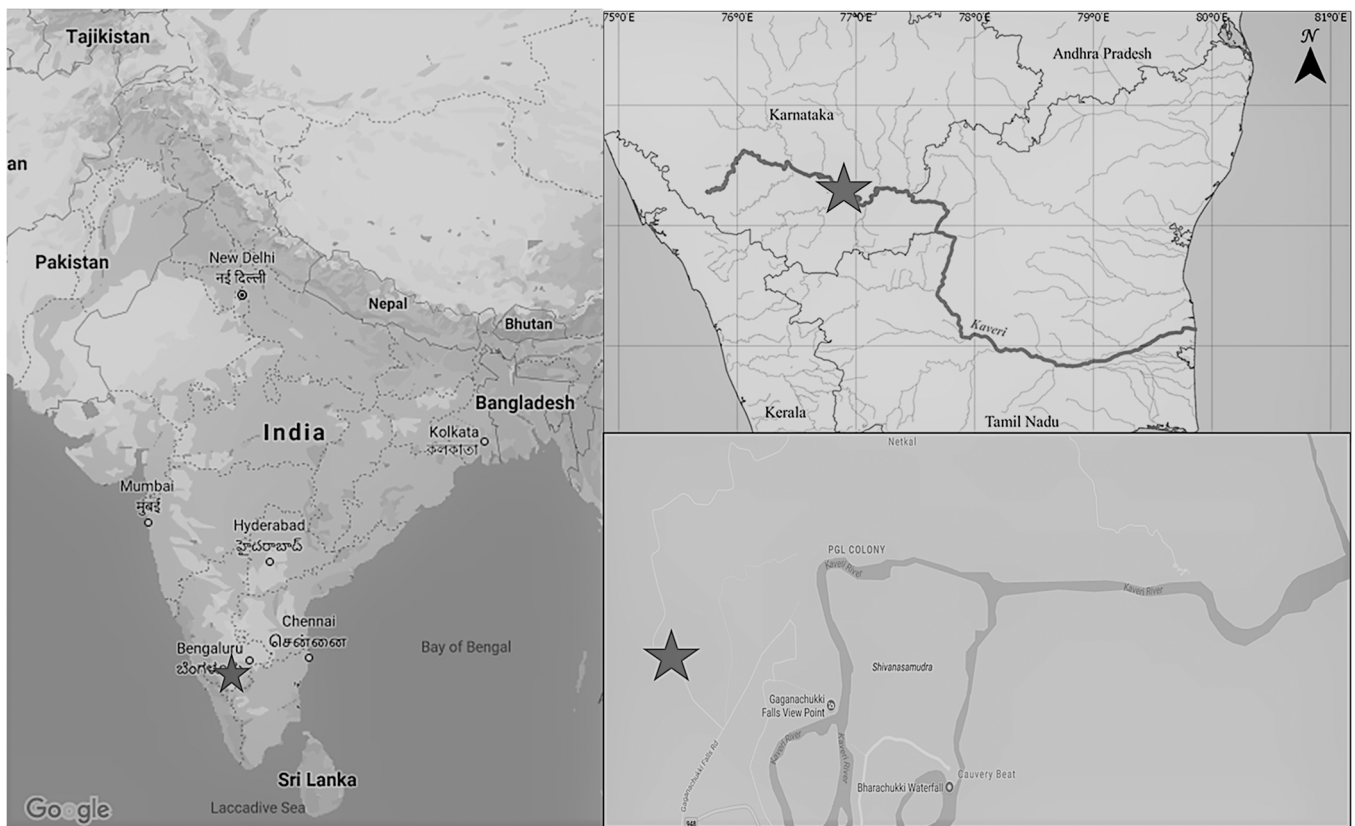 Tajikistan
an
Pakistan
New Delhi
नई दिल्ली
Nepal
Bhutan
Bangladesh
India
Kolkata
কলকাতা
Mumbai
मुंबई
Hyderabad
హైదరాబాద్
Chennai
சென்னை
Bengaluru
Bay of Bengal
Sri Lanka
Laccadive Sea
Google
75°0'E 76°0'E 77°0'E 78°0'E 79°0'E 80°0'E 81°0'E
N
Andhra Pradesh
Karnataka
Kaveri
Kerala
Tamil Nadu
Netkal
PGL COLONY
Kaveri River
Kaveri River
Shivanasamudra
Gaganachukki
Falls View Point
Kaveri River
Kaveri River
Gaganachukki Falls Rd
Bharachukki Waterfall
Cauvery Beat
948